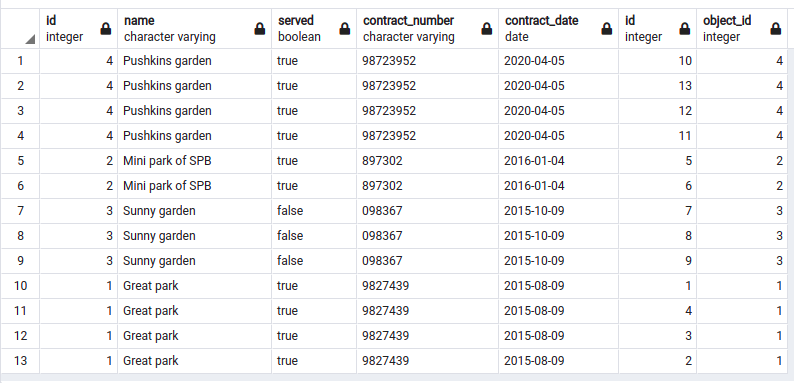 id name served contract_number contract_date id object_id
integer character varying boolean character varying date integer integer
1 4 Pushkins garden true 98723952 2020-04-05 10 4
2 4 Pushkins garden true 98723952 2020-04-05 13 4
3 4 Pushkins garden true 98723952 2020-04-05 12 4
4 4 Pushkins garden true 98723952 2020-04-05 11 4
5 2 Mini park of SPB true 897302 2016-01-04 5 2
6 2 Mini park of SPB true 897302 2016-01-04 6 2
7 3 Sunny garden false 098367 2015-10-09 7 3
8 3 Sunny garden false 098367 2015-10-09 8 3
9 3 Sunny garden false 098367 2015-10-09 9 3
10 1 Great park true 9827439 2015-08-09 1 1
11 1 Great park true 9827439 2015-08-09 4 1
12 1 Great park true 9827439 2015-08-09 3 1
13 1 Great park true 9827439 2015-08-09 2 1